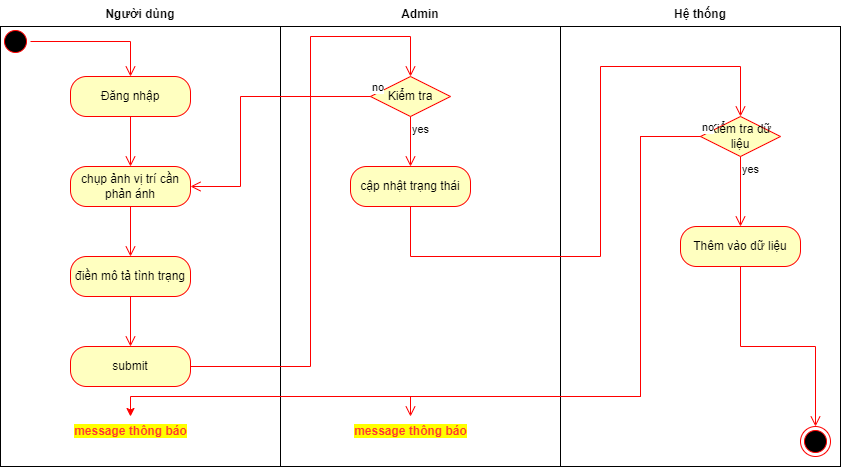 Người dùng
Admin
Hệ thống
Đăng nhập
chụp ảnh vị trí cần
phản ánh
điền mô tả tình trạng
submit
message thông báo
no
Kiểm tra
yes
cập nhật trạng thái
message thông báo
no
kiểm tra dữ
liệu
yes
Thêm vào dữ liệu